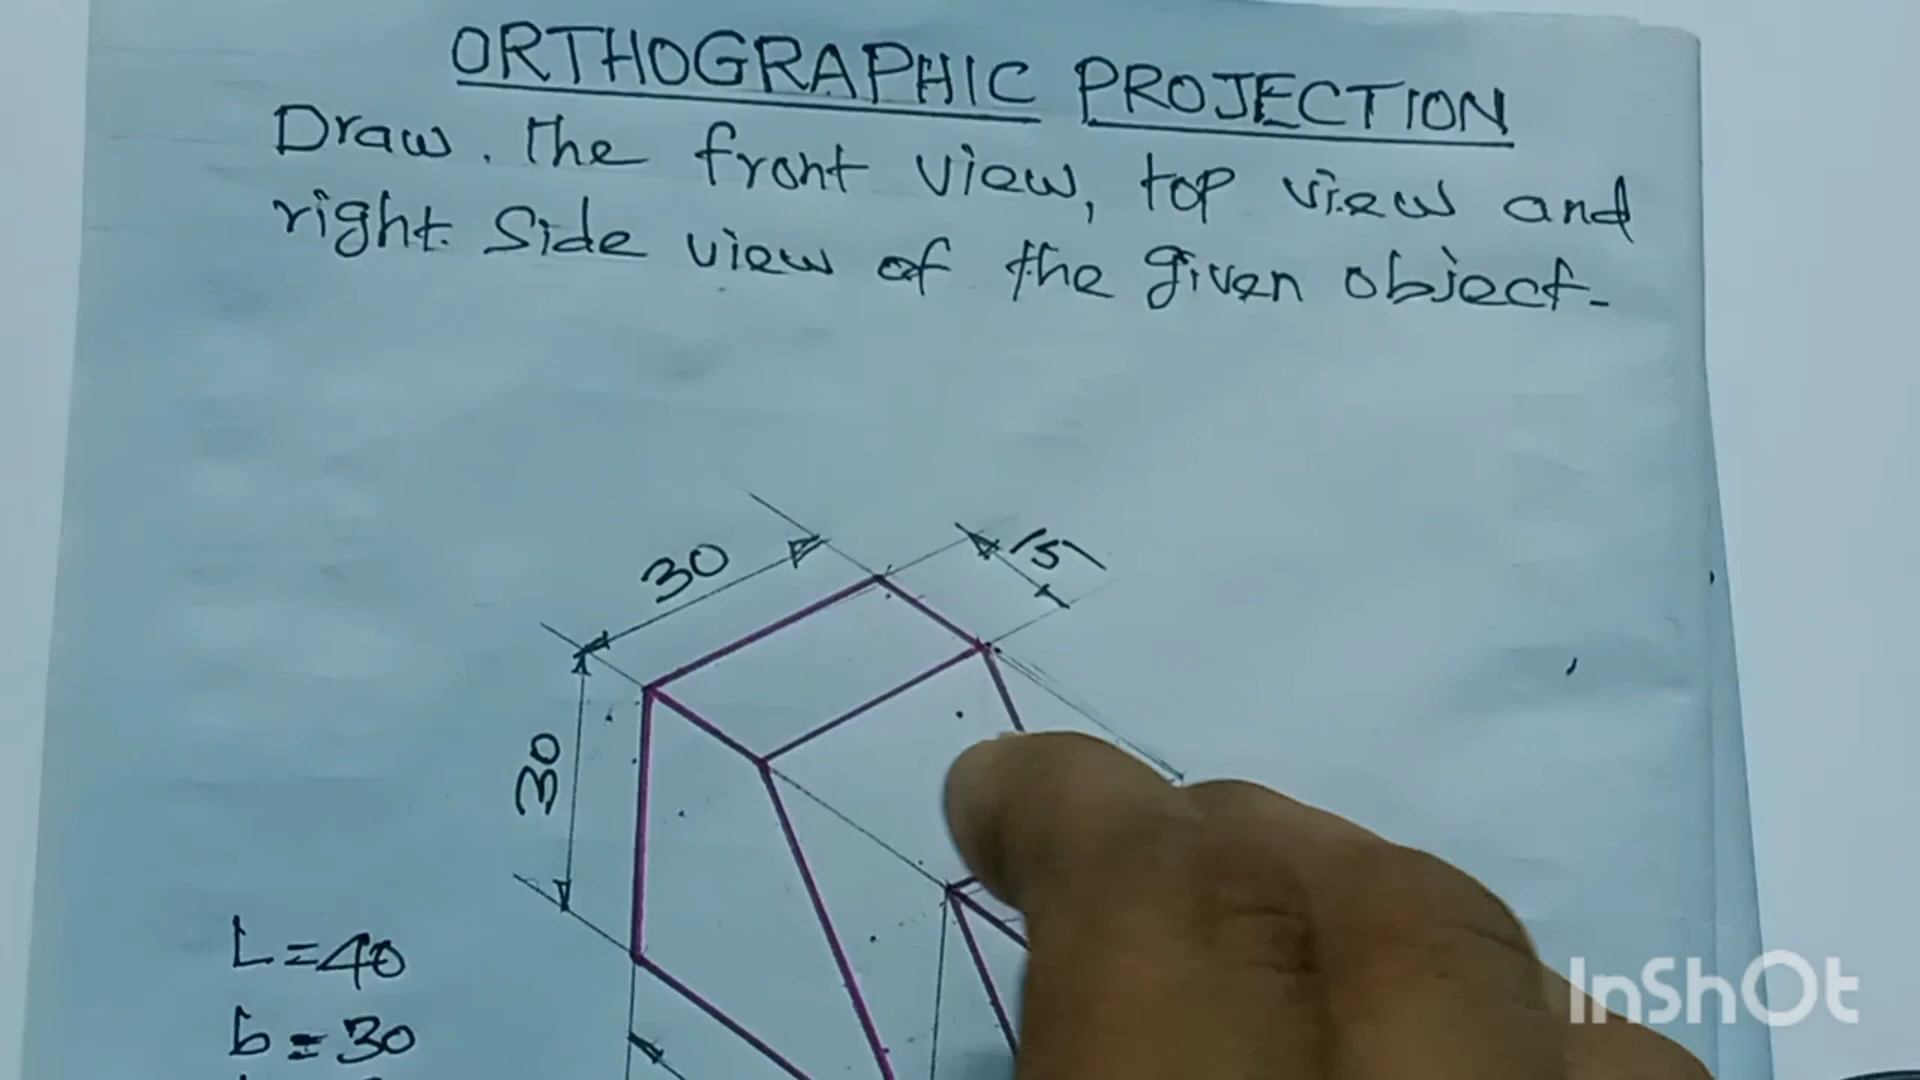 ORTHOGRAPHIC PROJECTION
Draw. the front view, top view and
right side view of the given object.
30
15
30
L=40
b=30
InShOt